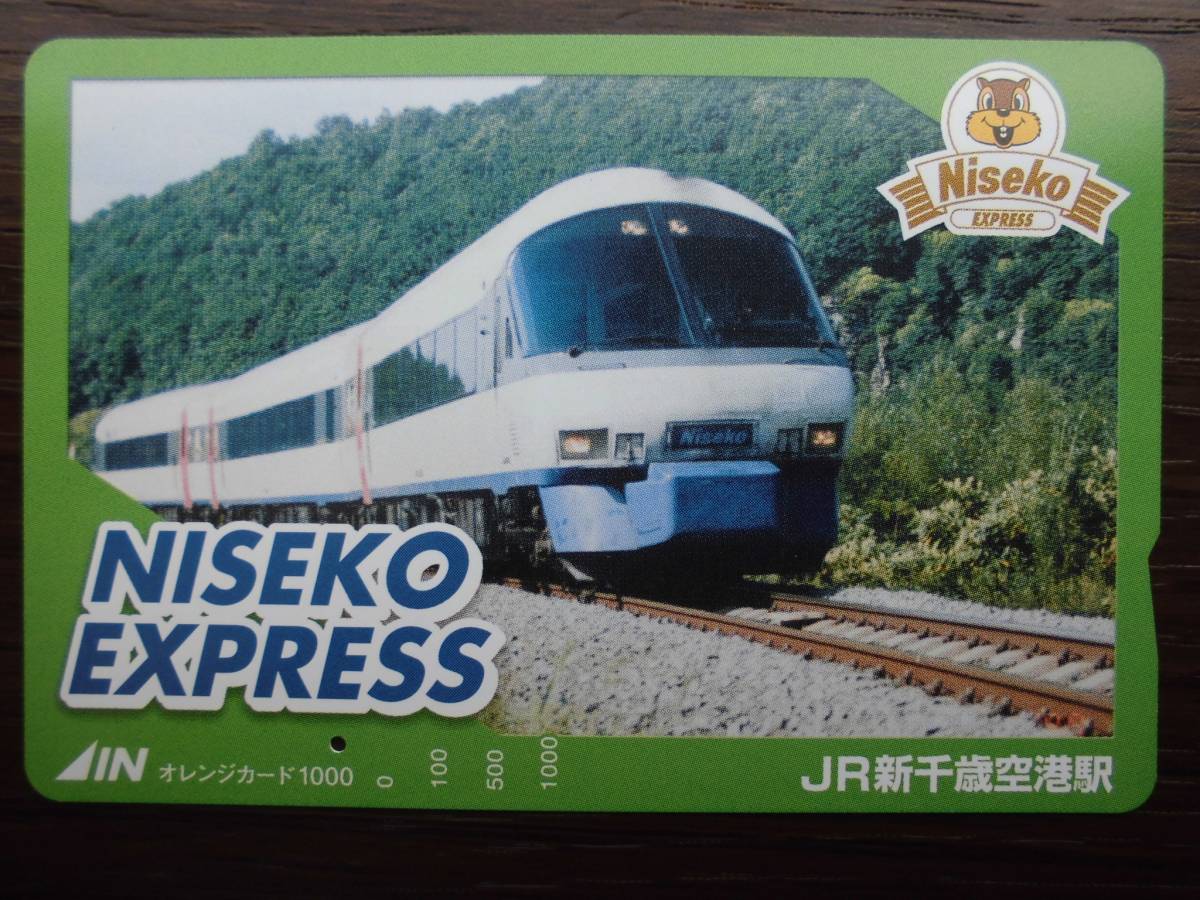 Niseko
EXPRESS
Niseko
NISEKO
EXPRESS
IN オレンジカード1000
0 100 500 1000
JR新千歳空港駅